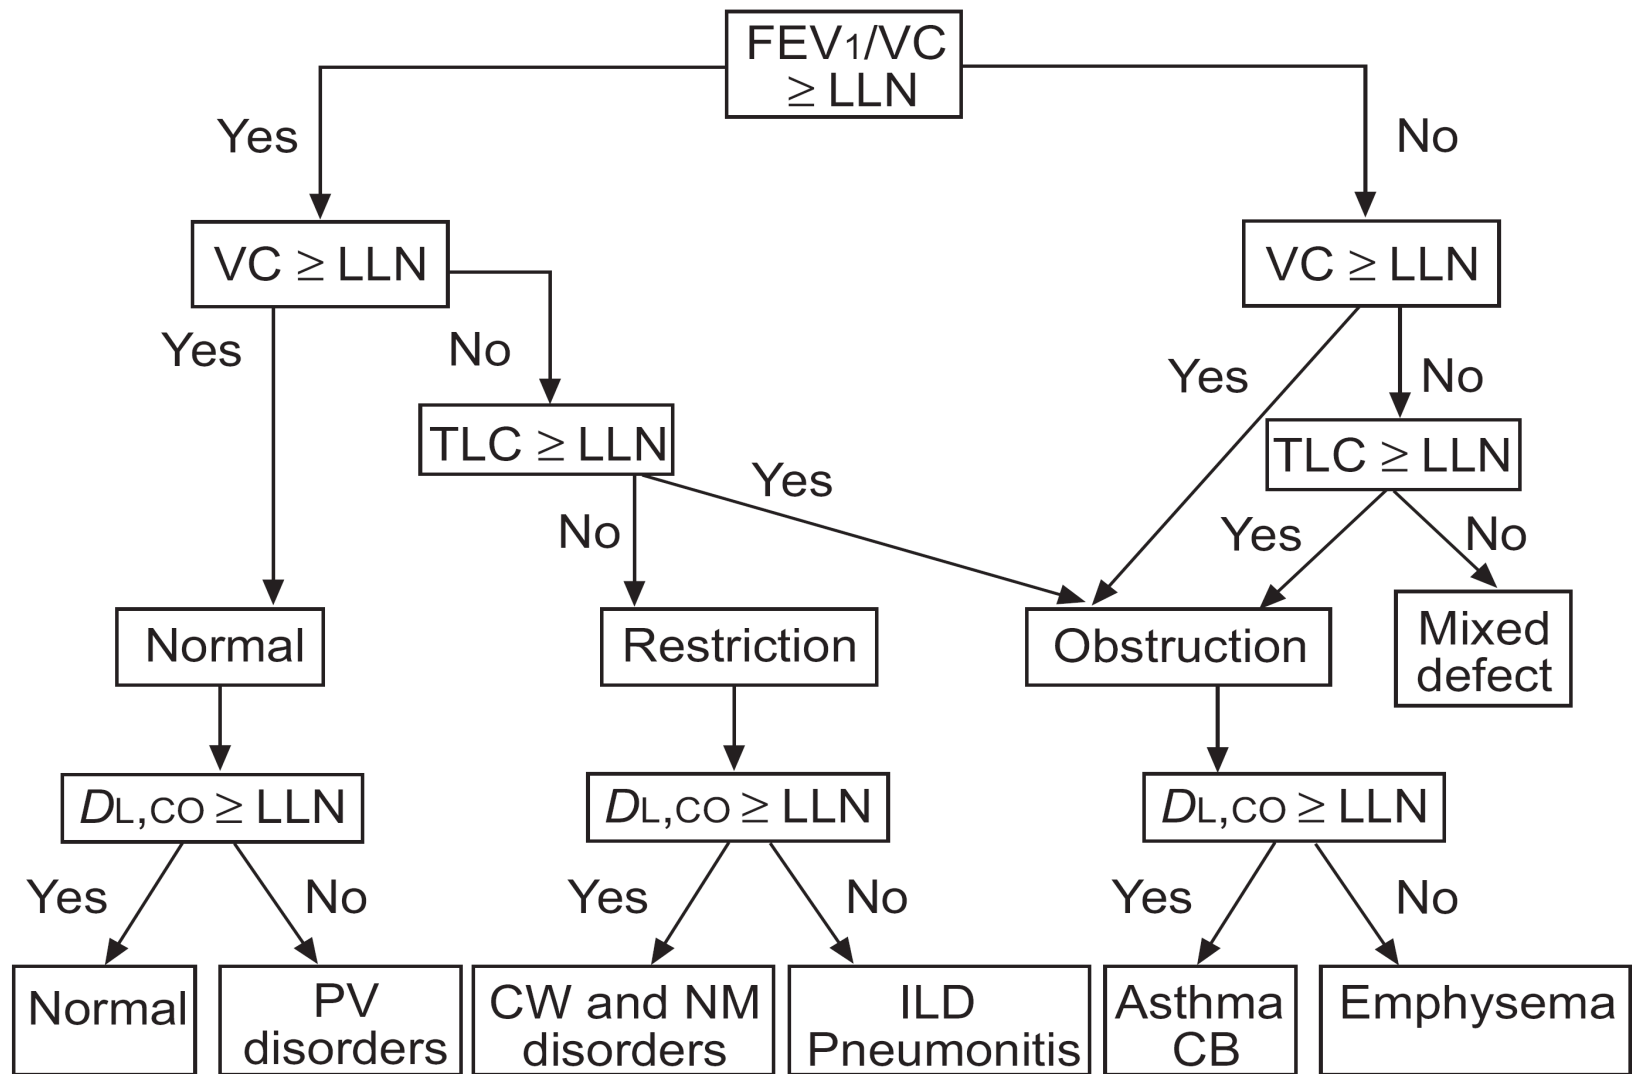 FEV1/VC
≥ LLN
Yes
No
VC ≥ LLN
VC ≥ LLN
Yes
No
Yes
No
TLC ≥ LLN
TLC ≥ LLN
Yes
No
Yes
No
Normal
Restriction
Obstruction
Mixed
defect
DL,CO ≥ LLN
DL,CO ≥ LLN
DL,CO ≥ LLN
Yes
No
Yes
No
Yes
No
Normal
PV
disorders
CW and NM
disorders
ILD
Pneumonitis
Asthma
CB
Emphysema